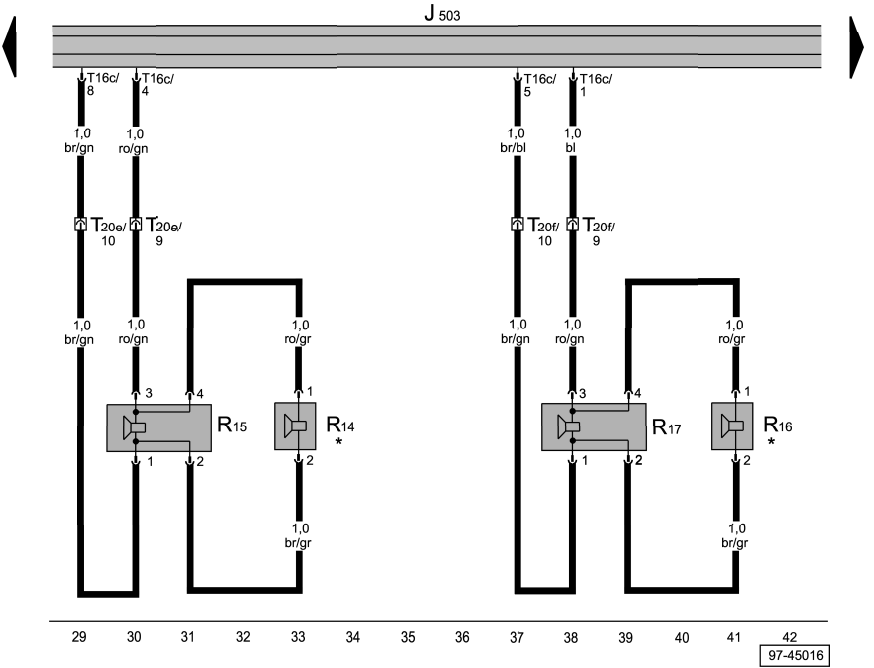 J 503
T16c/ T16c/ T16c/ T16c/
8 4 5 1
1,0 1,0 1,0 1,0
br/gn ro/gn br/bl bl
T20e/ T20e/ T20f/ T20f/
10 9 10 9
1,0 1,0 1,0 1,0 1,0 1,0
br/gn ro/gn ro/gr br/gn ro/gn ro/gr
3 4 1 3 4 1
R15 R14 R17 R16
* *
1 2 2 1 2 2
1,0 1,0
br/gr br/gr
29 30 31 32 33 34 35 36 37 38 39 40 41 42
97-45016